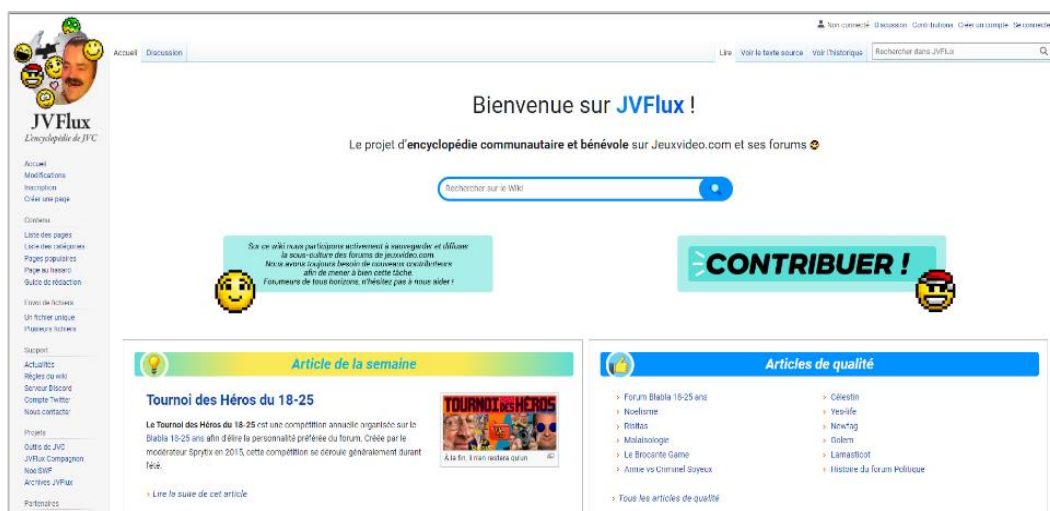 Non connecté Discussion Contributions Créer un compte Se connecter
Accueil Discussion
Lire Voir le texte source Voir l'historique Rechercher dans JVFlux
JVFlux
L'encyclopédie de JVC
Accueil
Modifications
Inscription
Créer une page
Contenu
Liste des pages
Liste des catégories
Pages populaires
Page au hasard
Guide de rédaction
Envoi de fichiers
Un fichier unique
Plusieurs fichiers
Support
Actualités
Règles du wiki
Serveur Discord
Compte Twitter
Nous contacter
Projets
Outils de JVC
JVFlux Compagnon
NoelSWF
Archives JVFlux
Partenaires
Bienvenue sur JVFlux !
Le projet d'encyclopédie communautaire et bénévole sur Jeuxvideo.com et ses forums
Rechercher sur le Wiki
Sur ce wiki nous participons activement à sauvegarder et diffuser
la sous-culture des forums de jeuxvideo.com.
Nous avons toujours besoin de nouveaux contributeurs
afin de mener à bien cette tâche.
Forumeurs de tous horizons, n'hésitez pas à nous aider !
CONTRIBUER !
Article de la semaine
Tournoi des Héros du 18-25
Le Tournoi des Héros du 18-25 est une compétition annuelle organisée sur le
Blabla 18-25 ans afin d'élire la personnalité préférée du forum. Créée par le
modérateur Sprytix en 2015, cette compétition se déroule généralement durant
l'été.
TOURNOI DES HÉROS
À la fin, il n'en restera qu'un.
› Lire la suite de cet article
Articles de qualité
› Forum Blabla 18-25 ans
› Noelisme
› Risitas
› Malaisologie
› Le Brocante Game
› Anne vs Criminel Soyeux
› Célestin
› Yes-life
› Newfag
› Golem
› Lamasticot
› Histoire du forum Politique
› Tous les articles de qualité